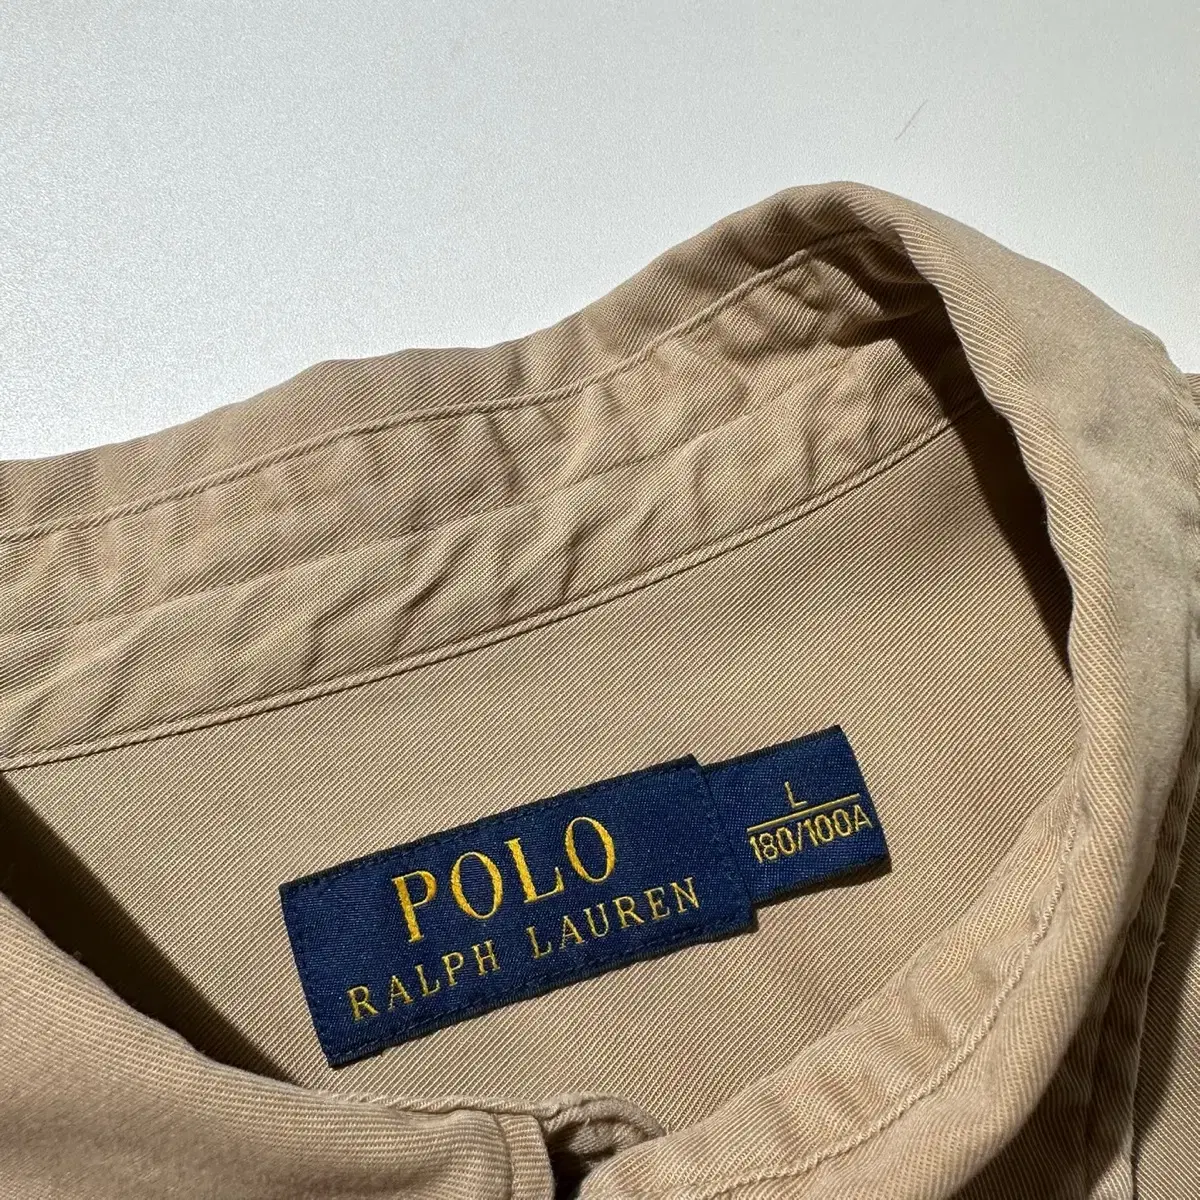 POLO
RALPH LAUREN
L
180/100A